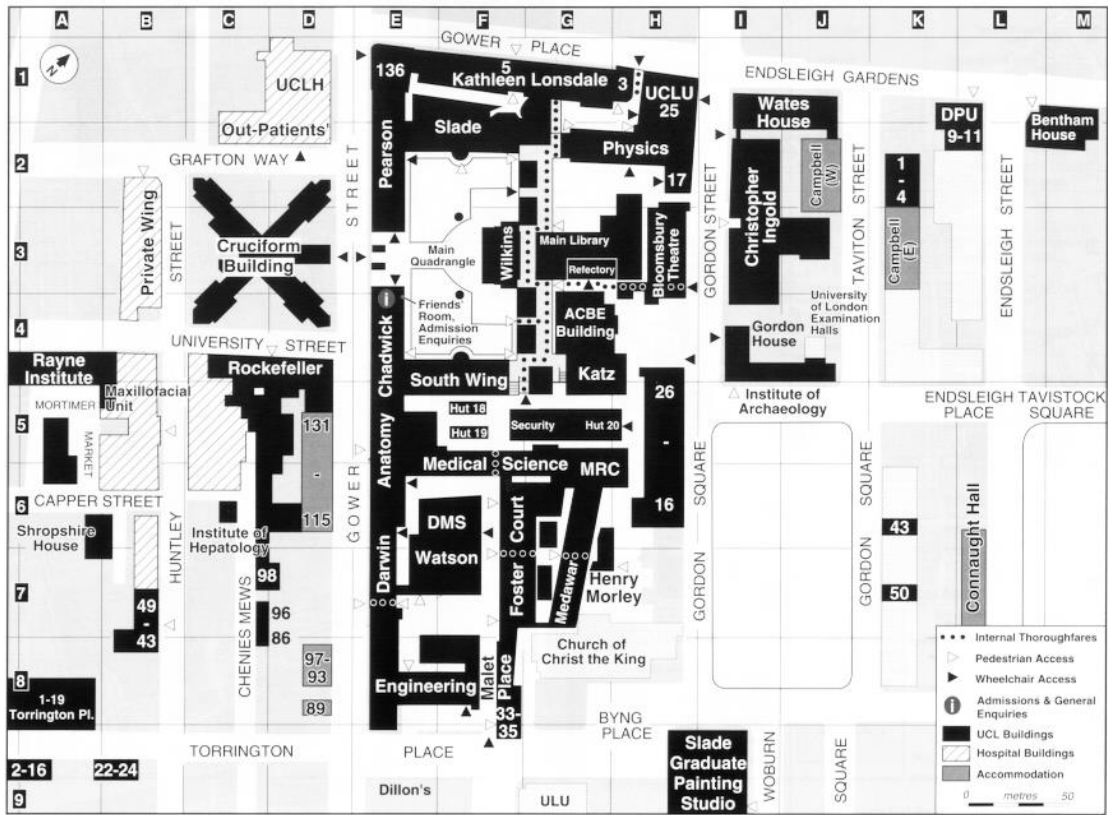 A B C D E F G H I J K L M
1
2
3
4
5
6
7
8
9
N
GOWER PLACE
ENDSLEIGH GARDENS
UCLH
Out-Patients'
136
5
Kathleen Lonsdale
3
UCLU
25
Wates
House
DPU
9-11
Bentham
House
Slade
Physics
17
GRAFTON WAY
Pearson
STREET
Campbell
(W)
1
-
4
Private Wing
STREET
Cruciform
Building
Main
Quadrangle
Wilkins
Main Library
Refectory
Bloomsbury
Theatre
GORDON STREET
Christopher
Ingold
TAVITON STREET
Campbell
(E)
ENDSLEIGH STREET
i
Friends'
Room,
Admission
Enquiries
ACBE
Building
University
of London
Examination
Halls
Gordon
House
UNIVERSITY STREET
Rayne
Institute
Maxillofacial
Unit
Rockefeller
Chadwick
South Wing
Katz
26
-
16
Institute of
Archaeology
ENDSLEIGH
PLACE
TAVISTOCK
SQUARE
MORTIMER
MARKET
131
-
115
Anatomy
Hut 18
Hut 19
Security
Hut 20
Medical Science
MRC
CAPPER STREET
Shropshire
House
HUNTLEY
Institute of
Hepatology
GOWER
DMS
Watson
Foster Court
Medawar
Henry
Morley
GORDON SQUARE
GORDON SQUARE
43
50
Connaught Hall
Darwin
49
-
43
98
96
86
CHENIES MEWS
97-
93
89
Church of
Christ the King
Engineering
Malet
Place
33-
35
1-19
Torrington Pl.
BYNG
PLACE
TORRINGTON PLACE
2-16
22-24
Dillon's
ULU
Slade
Graduate
Painting
Studio
WOBURN
SQUARE
Internal Thoroughfares
Pedestrian Access
Wheelchair Access
i
Admissions & General
Enquiries
UCL Buildings
Hospital Buildings
Accommodation
0 metres 50